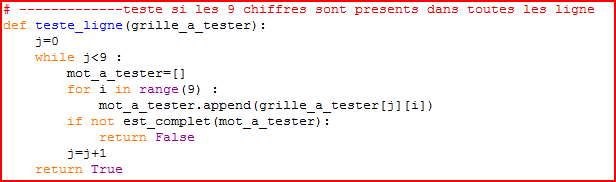 # --------------teste si les 9 chiffres sont presents dans toutes les ligne
def teste_ligne(grille_a_tester):
    j=0
    while j<9 :
        mot_a_tester=[]
        for i in range(9) :
            mot_a_tester.append(grille_a_tester[j][i])
        if not est_complet(mot_a_tester):
            return False
        j=j+1
    return True